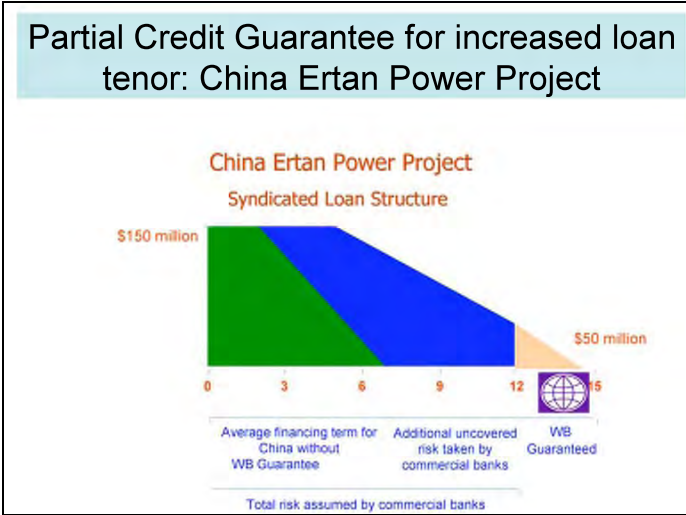 Partial Credit Guarantee for increased loan
tenor: China Ertan Power Project
China Ertan Power Project
Syndicated Loan Structure
$150 million
$50 million
0 3 6 9 12 15
Average financing term for
China without
WB Guarantee
Additional uncovered
risk taken by
commercial banks
WB
Guaranteed
Total risk assumed by commercial banks